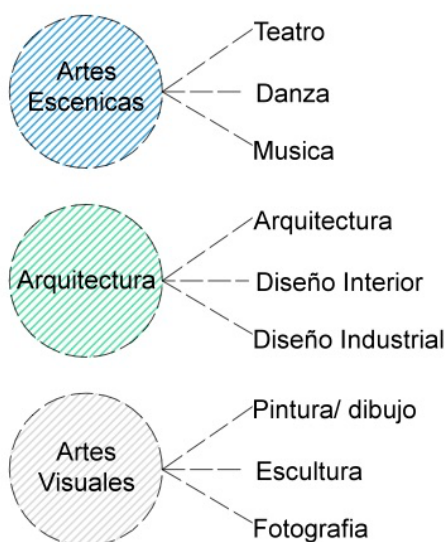 Artes
Escenicas
Teatro
Danza
Musica
Arquitectura
Arquitectura
Diseño Interior
Diseño Industrial
Artes
Visuales
Pintura/ dibujo
Escultura
Fotografia